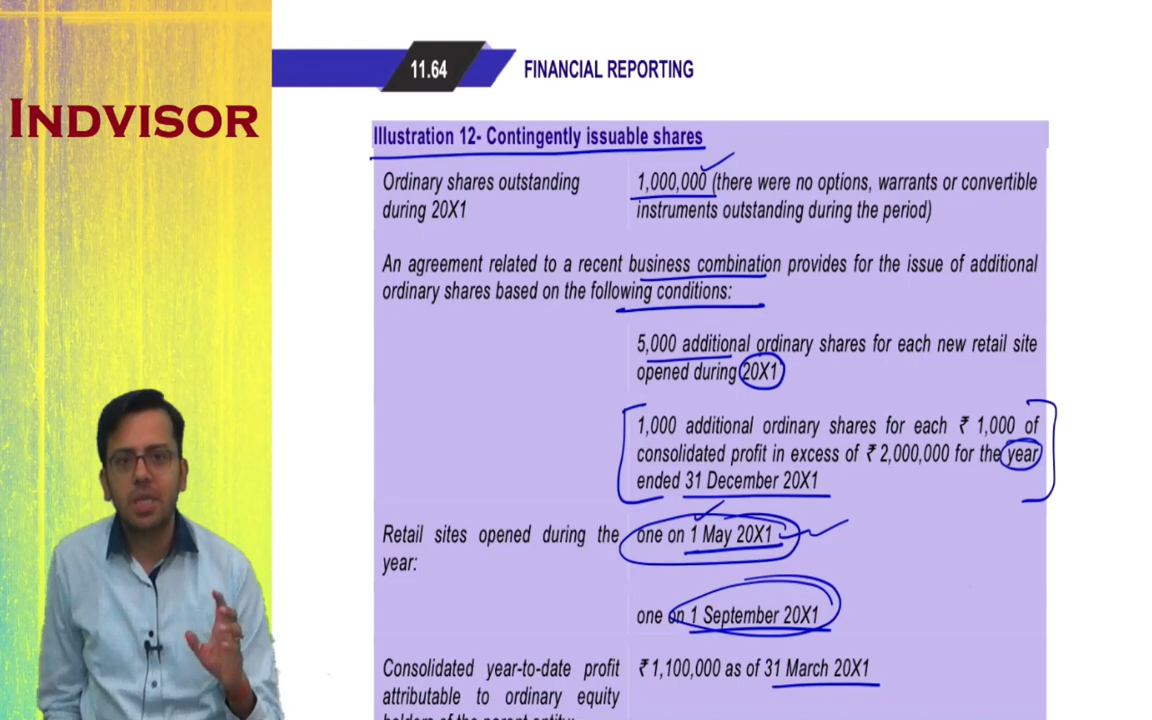 INDVISOR
11.64 FINANCIAL REPORTING
Illustration 12- Contingently issuable shares
Ordinary shares outstanding 1,000,000 (there were no options, warrants or convertible
during 20X1 instruments outstanding during the period)
An agreement related to a recent business combination provides for the issue of additional
ordinary shares based on the following conditions:
5,000 additional ordinary shares for each new retail site
opened during 20X1
1,000 additional ordinary shares for each ₹ 1,000 of
consolidated profit in excess of ₹ 2,000,000 for the year
ended 31 December 20X1
Retail sites opened during the one on 1 May 20X1
year:
one on 1 September 20X1
Consolidated year-to-date profit ₹ 1,100,000 as of 31 March 20X1
attributable to ordinary equity
holders of the parent entity: